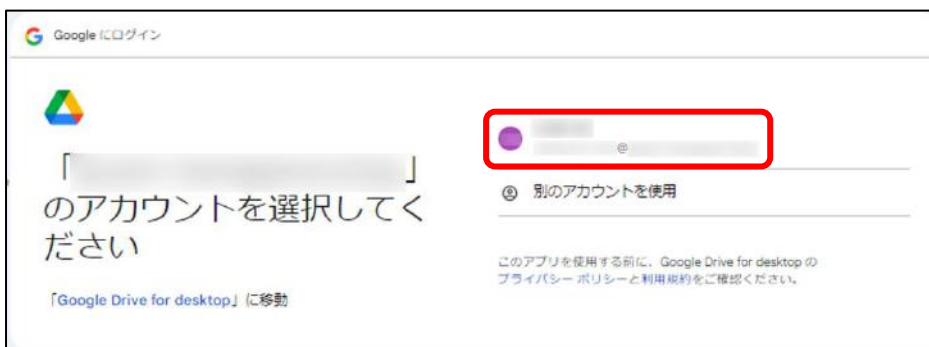 Google にログイン
「 」
のアカウントを選択してく
ださい
「Google Drive for desktop」に移動
@
別のアカウントを使用
このアプリを使用する前に、Google Drive for desktop の
プライバシー ポリシーと利用規約をご確認ください。